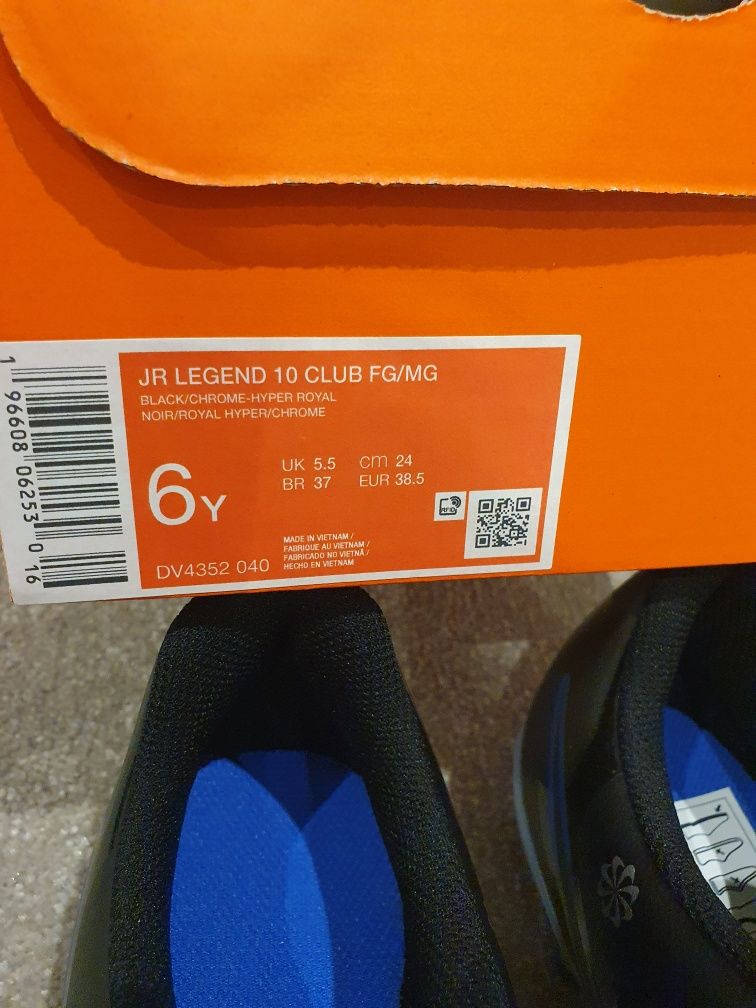 JR LEGEND 10 CLUB FG/MG
BLACK/CHROME-HYPER ROYAL
NOIR/ROYAL HYPER/CHROME
6Y
UK 5.5 cm 24
BR 37 EUR 38.5
RFID
MADE IN VIETNAM /
FABRIQUE AU VIETNAM /
FABRICADO NO VIETNÃ /
HECHO EN VIETNAM
DV4352 040
1 96608 06253 0 16